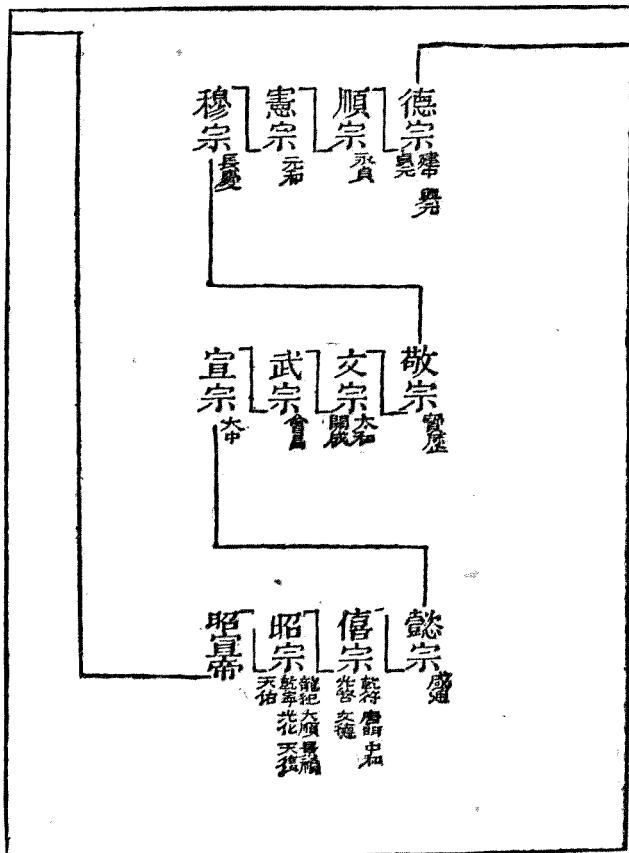 德宗
建中 興元
貞元
順宗
永貞
憲宗
元和
穆宗
長慶
敬宗
寶歷
文宗
太和
開成
武宗
會昌
宣宗
大中
懿宗
咸通
僖宗
乾符 廣明 中和
光啓 文德
昭宗
龍紀 大順 景福
乾寧 光化 天復
天佑
昭宣帝